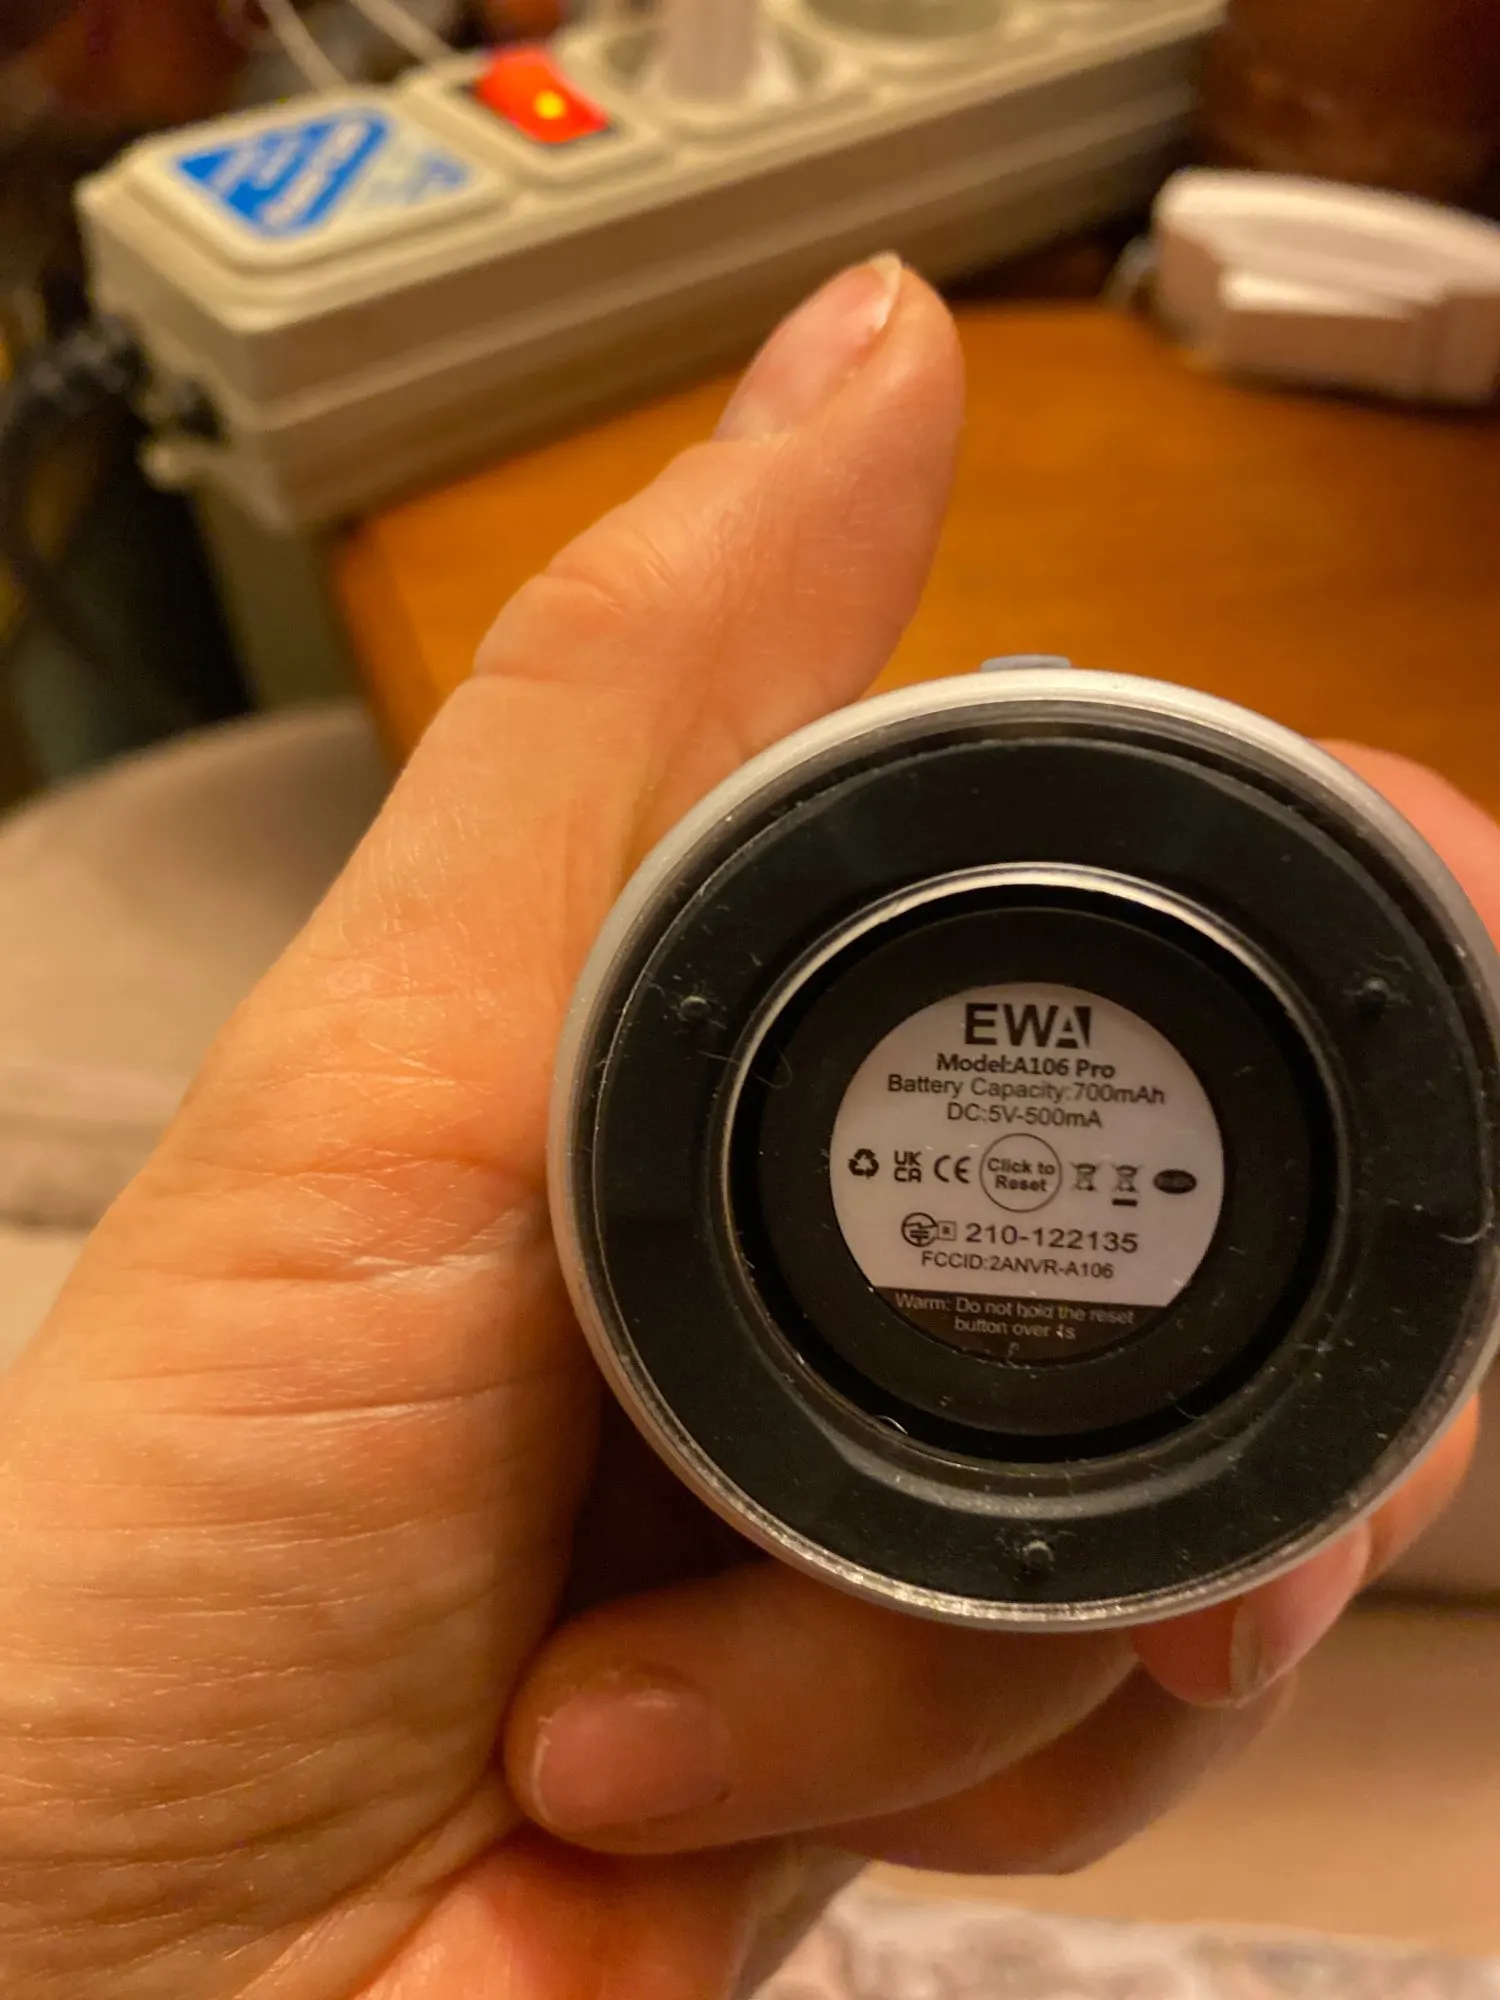 EWA
Model:A106 Pro
Battery Capacity:700mAh
DC:5V-500mA
UK
CA
CE
Click to
Reset
R 210-122135
FCCID:2ANVR-A106
Warm: Do not hold the reset
button over s